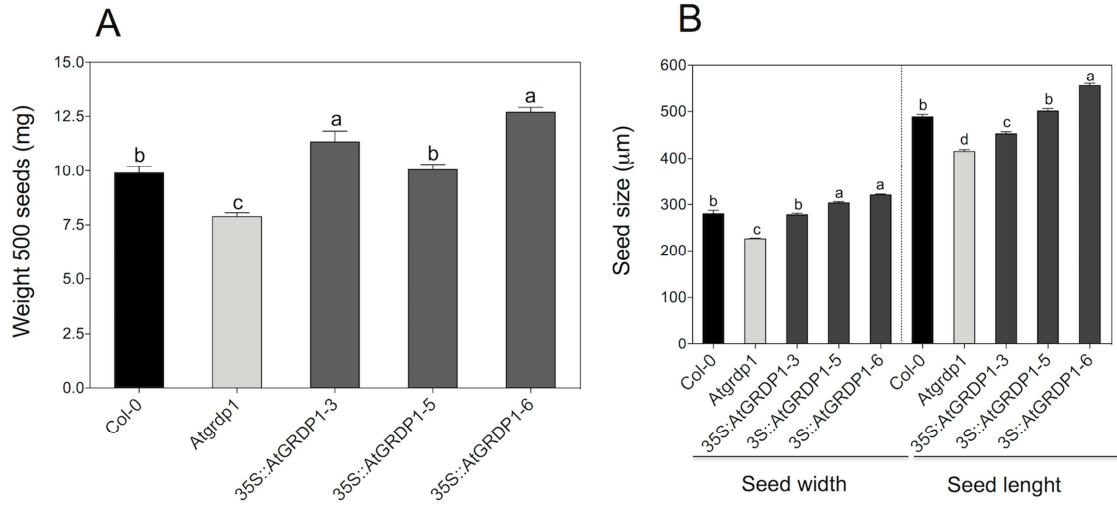 A
Weight 500 seeds (mg)
15.0
12.5
10.0
7.5
5.0
2.5
0.0
b
c
a
b
a
Col-0
Atgrdp1
35S::AtGRDP1-3
35S::AtGRDP1-5
35S::AtGRDP1-6
B
Seed size (μm)
600
500
400
300
200
100
0
b
c
b
a
a
b
d
c
b
a
Col-0
Atgrdp1
35S:AtGRDP1-3
3S::AtGRDP1-5
3S::AtGRDP1-6
Col-0
Atgrdp1
35S:AtGRDP1-3
3S::AtGRDP1-5
3S::AtGRDP1-6
Seed width
Seed lenght